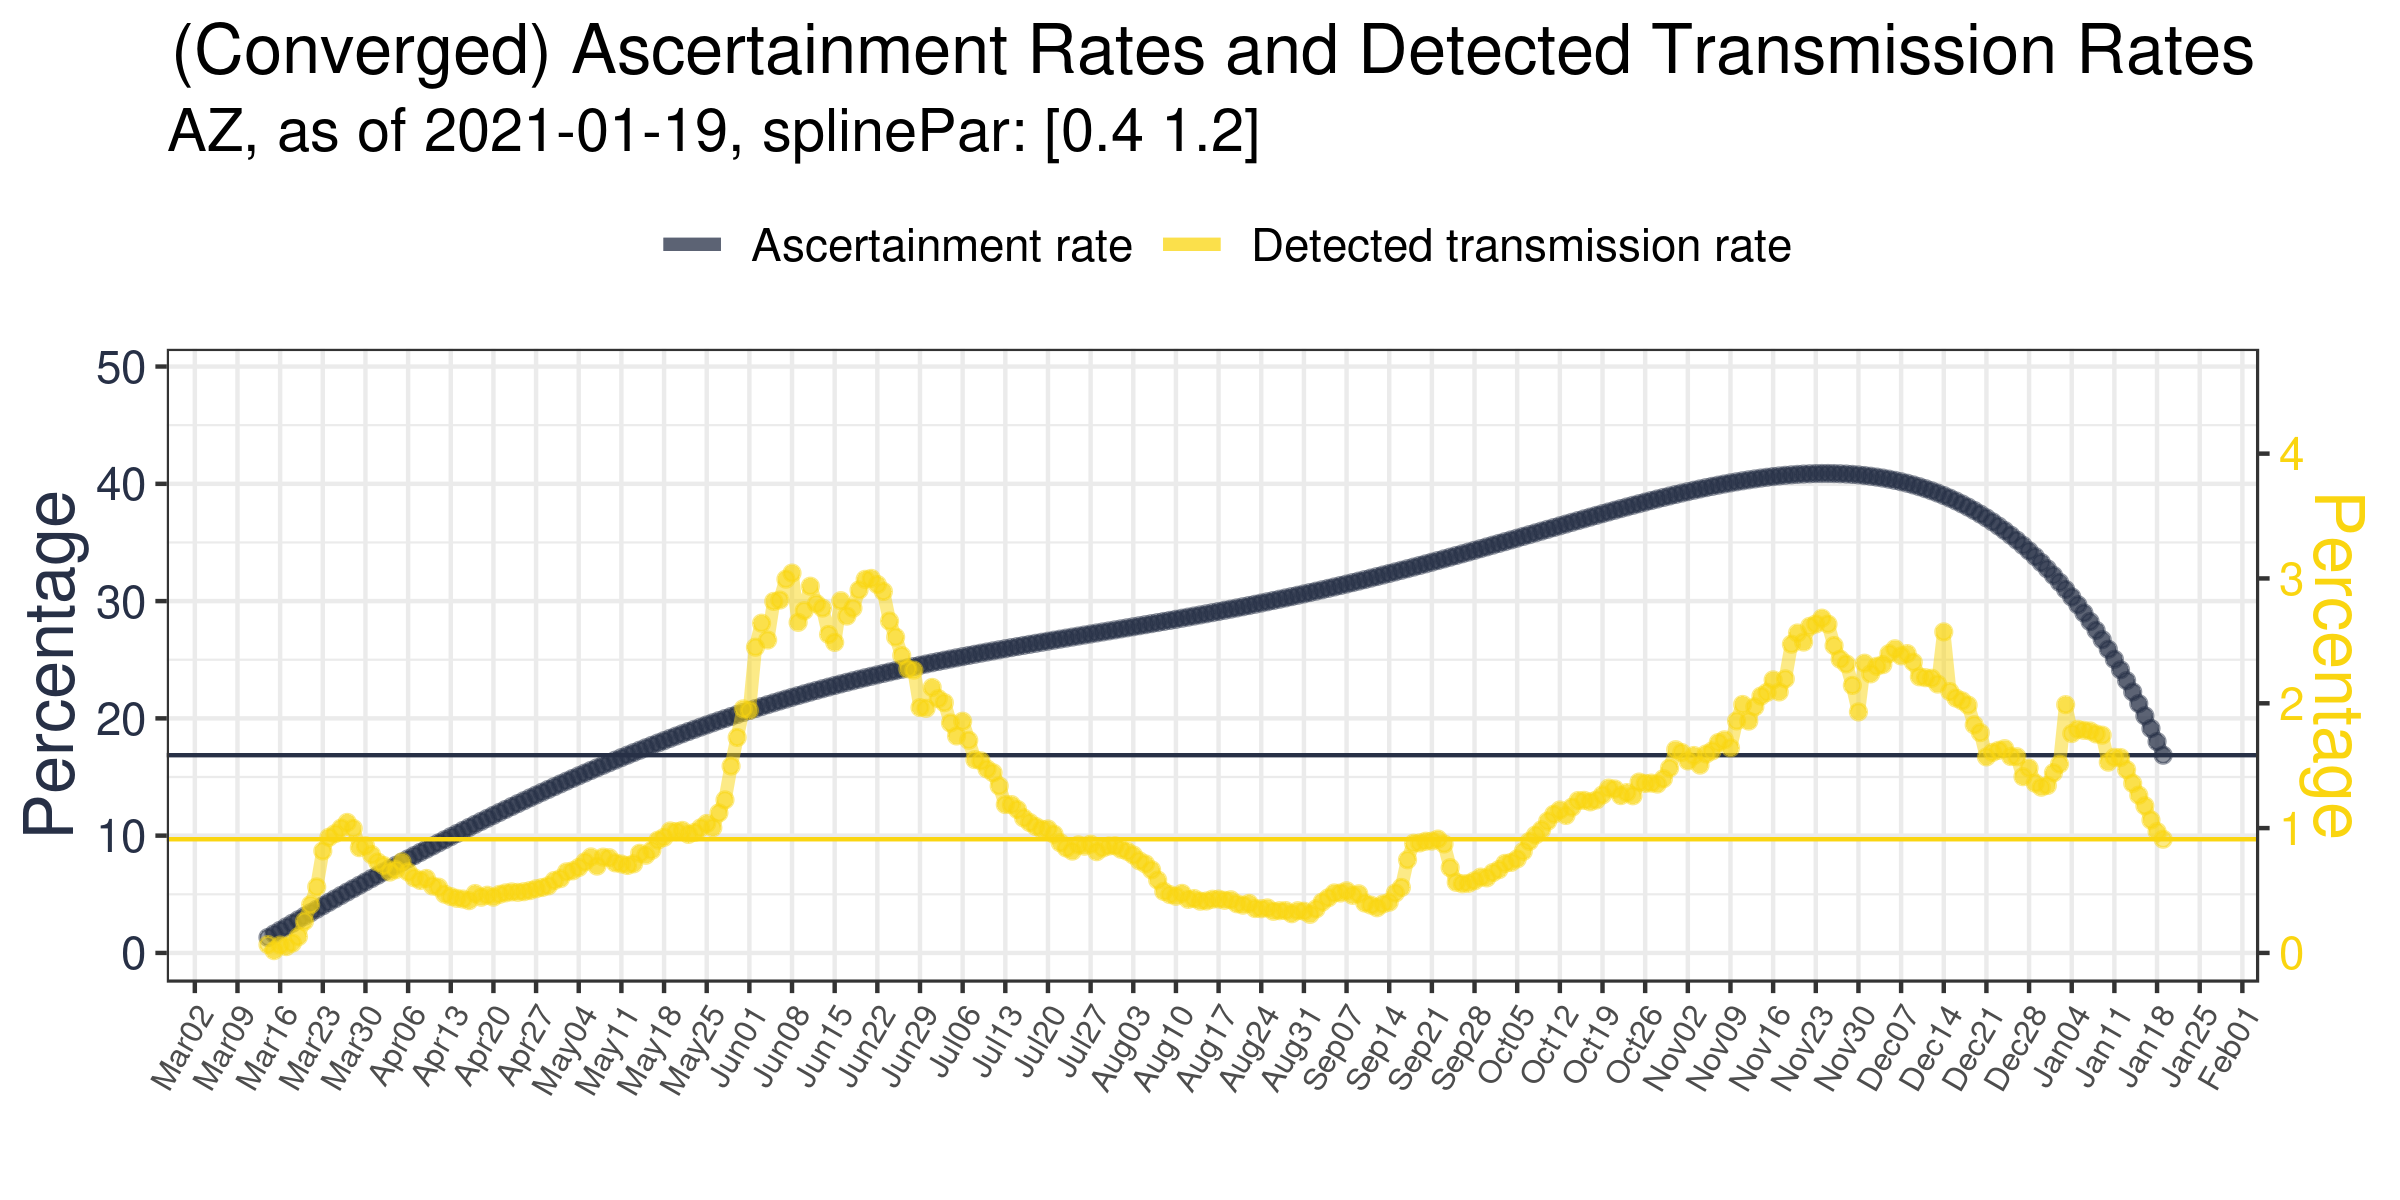 (Converged) Ascertainment Rates and Detected Transmission Rates
AZ, as of 2021-01-19, splinePar: [0.4 1.2]
Ascertainment rate Detected transmission rate
Percentage
50
40
30
20
10
0
4
3
2
1
0
Percentage
Mar02 Mar09 Mar16 Mar23 Mar30 Apr06 Apr13 Apr20 Apr27 May04 May11 May18 May25 Jun01 Jun08 Jun15 Jun22 Jun29 Jul06 Jul13 Jul20 Jul27 Aug03 Aug10 Aug17 Aug24 Aug31 Sep07 Sep14 Sep21 Sep28 Oct05 Oct12 Oct19 Oct26 Nov02 Nov09 Nov16 Nov23 Nov30 Dec07 Dec14 Dec21 Dec28 Jan04 Jan11 Jan18 Jan25 Feb01